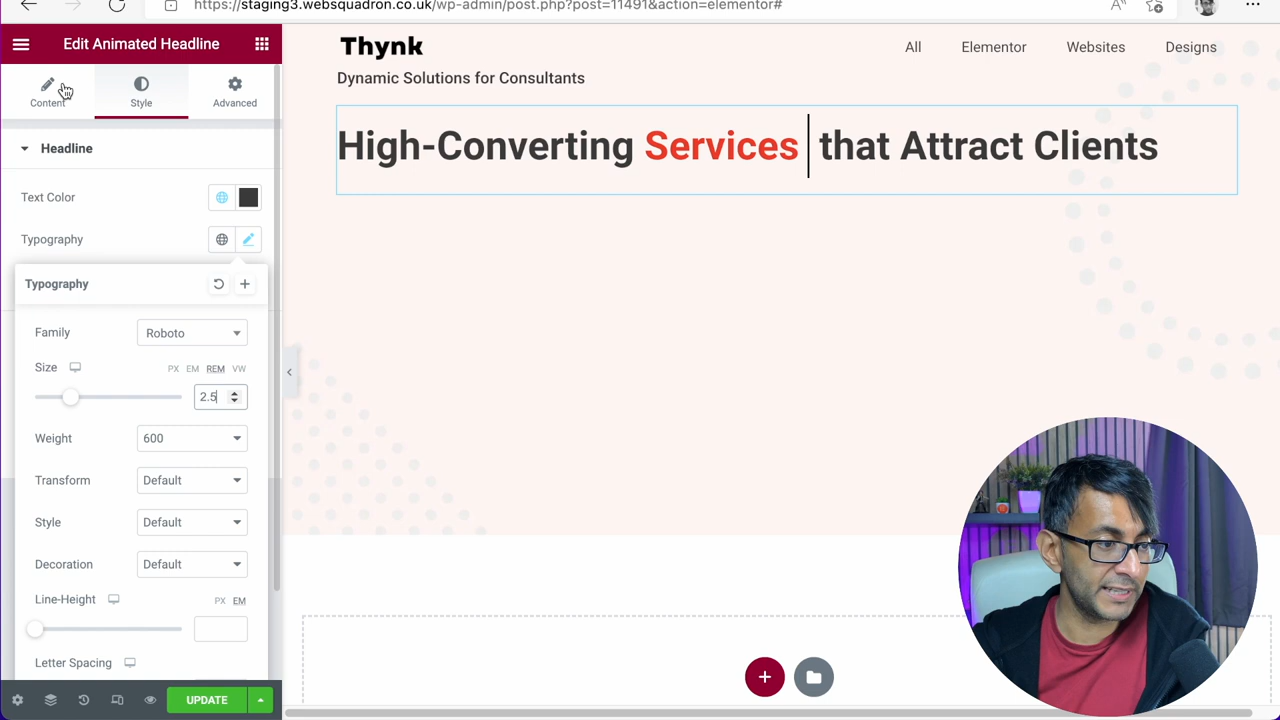 https://staging3.websquadron.co.uk/wp-admin/post.php?post=11491&action=elementor#
Edit Animated Headline
Content
Style
Advanced
Headline
Text Color
Typography
Typography
Family
Roboto
Size
PX EM REM VW
2.5
Weight
600
Transform
Default
Style
Default
Decoration
Default
Line-Height
PX EM
Letter Spacing
UPDATE
Thynk
All
Elementor
Websites
Designs
Dynamic Solutions for Consultants
High-Converting Services that Attract Clients